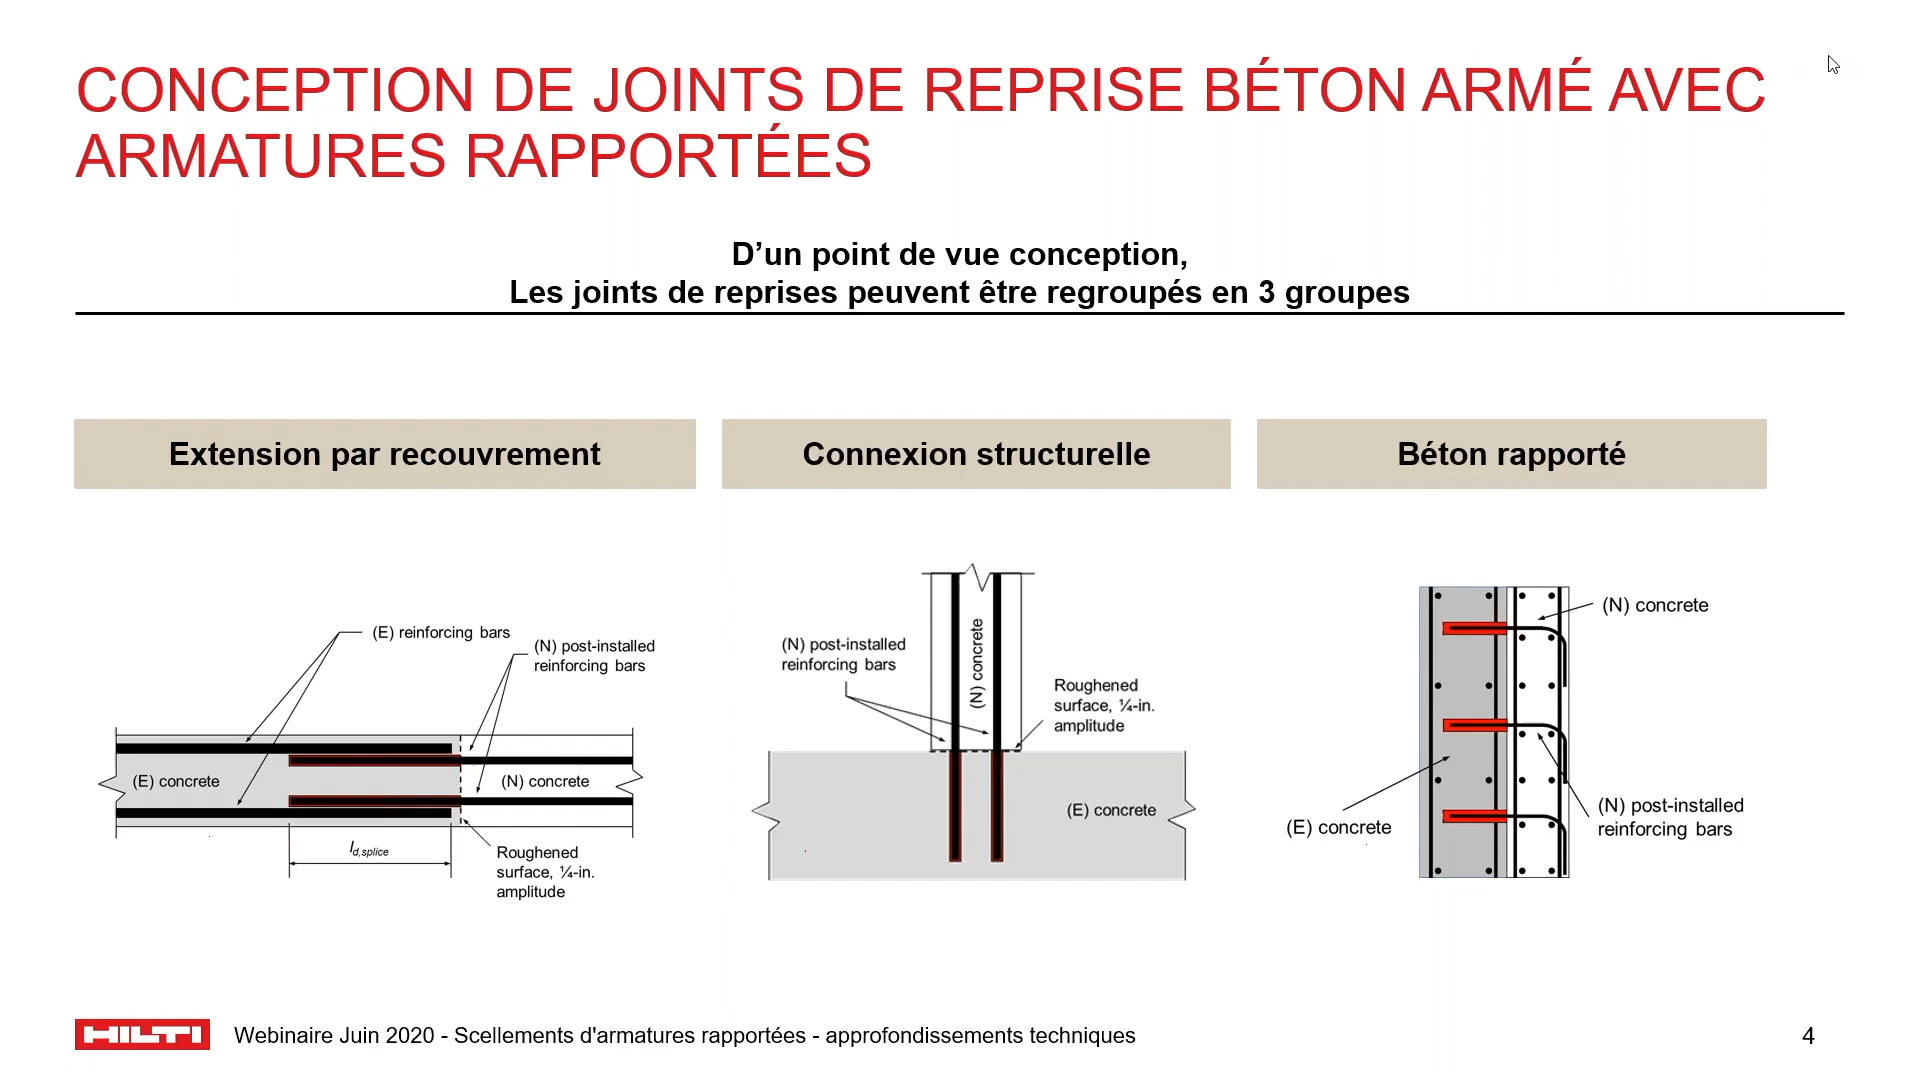 CONCEPTION DE JOINTS DE REPRISE BÉTON ARMÉ AVEC
ARMATURES RAPPORTÉES
D’un point de vue conception,
Les joints de reprises peuvent être regroupés en 3 groupes
Extension par recouvrement
(E) reinforcing bars
(N) post-installed
reinforcing bars
(E) concrete
(N) concrete
ld,splice
Roughened
surface, ¼-in.
amplitude
Connexion structurelle
(N) post-installed
reinforcing bars
(N) concrete
Roughened
surface, ¼-in.
amplitude
(E) concrete
Béton rapporté
(N) concrete
(E) concrete
(N) post-installed
reinforcing bars
HILTI
Webinaire Juin 2020 - Scellements d'armatures rapportées - approfondissements techniques
4